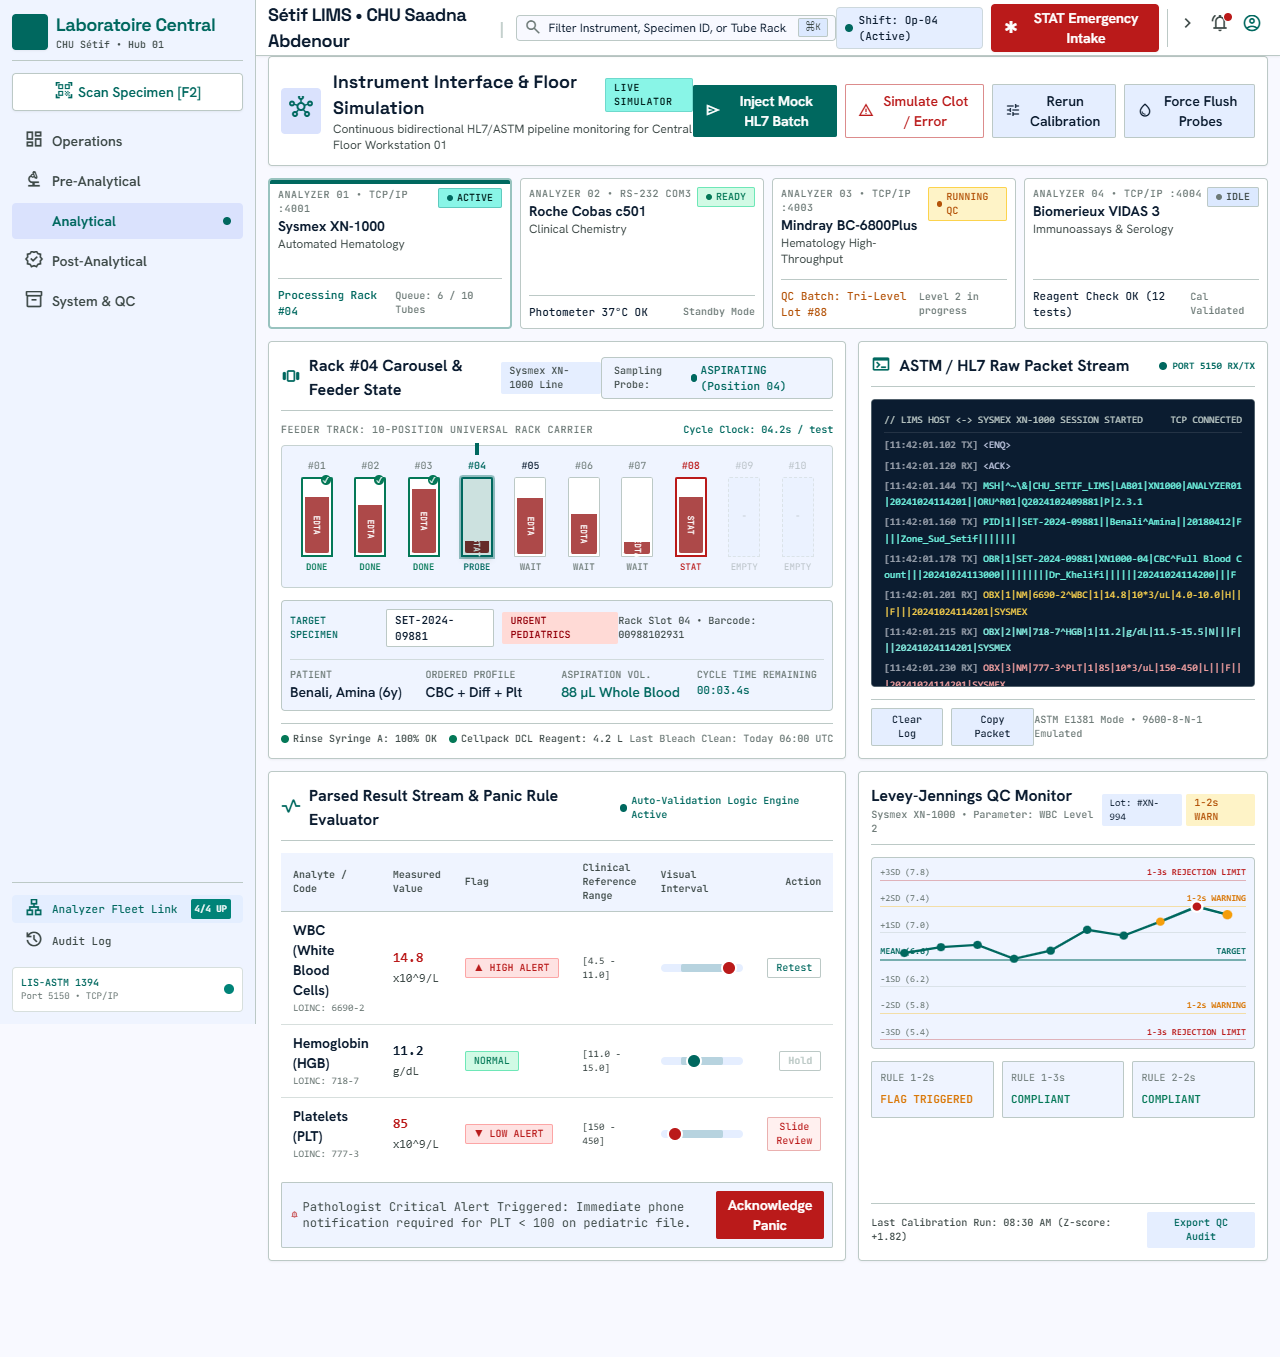 Laboratoire Central
CHU Sétif • Hub 01
Scan Specimen [F2]
Operations
Pre-Analytical
Analytical
Post-Analytical
System & QC
Analyzer Fleet Link 4/4 UP
Audit Log
LIS-ASTM 1394
Port 5150 • TCP/IP
Sétif LIMS • CHU Saadna
Abdenour
Filter Instrument, Specimen ID, or Tube Rack ⌘K
Shift: Op-04
(Active)
STAT Emergency
Intake
Instrument Interface & Floor
Simulation
LIVE
SIMULATOR
Continuous bidirectional HL7/ASTM pipeline monitoring for Central
Floor Workstation 01
Inject Mock
HL7 Batch
Simulate Clot
/ Error
Rerun
Calibration
Force Flush
Probes
ANALYZER 01 • TCP/IP
:4001
ACTIVE
Sysmex XN-1000
Automated Hematology
Processing Rack
#04
Queue: 6 / 10
Tubes
ANALYZER 02 • RS-232 COM3
READY
Roche Cobas c501
Clinical Chemistry
Photometer 37°C OK
Standby Mode
ANALYZER 03 • TCP/IP
:4003
RUNNING
QC
Mindray BC-6800Plus
Hematology High-
Throughput
QC Batch: Tri-Level
Lot #88
Level 2 in
progress
ANALYZER 04 • TCP/IP :4004
IDLE
Biomerieux VIDAS 3
Immunoassays & Serology
Reagent Check OK (12
tests)
Cal
Validated
Rack #04 Carousel &
Feeder State
Sysmex XN-
1000 Line
Sampling
Probe:
ASPIRATING
(Position 04)
FEEDER TRACK: 10-POSITION UNIVERSAL RACK CARRIER
Cycle Clock: 04.2s / test
#01 #02 #03 #04 #05 #06 #07 #08 #09 #10
EDTA EDTA EDTA EDTA EDTA STAT - -
DONE DONE DONE PROBE WAIT WAIT WAIT STAT EMPTY EMPTY
TARGET
SPECIMEN
SET-2024-
09881
URGENT
PEDIATRICS
Rack Slot 04 • Barcode:
00988102931
PATIENT
Benali, Amina (6y)
ORDERED PROFILE
CBC + Diff + Plt
ASPIRATION VOL.
88 µL Whole Blood
CYCLE TIME REMAINING
00:03.4s
Rinse Syringe A: 100% OK
Cellpack DCL Reagent: 4.2 L
Last Bleach Clean: Today 06:00 UTC
ASTM / HL7 Raw Packet Stream
PORT 5150 RX/TX
// LIMS HOST <-> SYSMEX XN-1000 SESSION STARTED TCP CONNECTED
[11:42:01.102 TX] <ENQ>
[11:42:01.120 RX] <ACK>
[11:42:01.144 TX] MSH|^~\&|CHU_SETIF_LIMS|LAB01|XN1000|ANALYZER01
|20241024114201||ORU^R01|Q2024102409881|P|2.3.1
[11:42:01.160 TX] PID|1||SET-2024-09881||Benali^Amina||20180412|F
|||Zone_Sud_Setif|||||||
[11:42:01.178 TX] OBR|1|SET-2024-09881|XN1000-04|CBC^Full Blood C
ount|||20241024113000|||||||||Dr_Khelifi||||||20241024114200|||F
[11:42:01.201 RX] OBX|1|NM|6690-2^WBC|1|14.8|10*3/uL|4.0-10.0|H||
|F|||20241024114201|SYSMEX
[11:42:01.215 RX] OBX|2|NM|718-7^HGB|1|11.2|g/dL|11.5-15.5|N|||F|
||20241024114201|SYSMEX
[11:42:01.230 RX] OBX|3|NM|777-3^PLT|1|85|10*3/uL|150-450|L|||F||
|20241024114201|SYSMEX
Clear
Log
Copy
Packet
ASTM E1381 Mode • 9600-8-N-1
Emulated
Parsed Result Stream & Panic Rule
Evaluator
Auto-Validation Logic Engine
Active
Analyte /
Code
Measured
Value
Flag
Clinical
Reference
Range
Visual
Interval
Action
WBC
(White
Blood
Cells)
LOINC: 6690-2
14.8
x10^9/L
▲ HIGH ALERT
[4.5 -
11.0]
Retest
Hemoglobin
(HGB)
LOINC: 718-7
11.2
g/dL
NORMAL
[11.0 -
15.0]
Hold
Platelets
(PLT)
LOINC: 777-3
85
x10^9/L
▼ LOW ALERT
[150 -
450]
Slide
Review
Pathologist Critical Alert Triggered: Immediate phone
notification required for PLT < 100 on pediatric file.
Acknowledge
Panic
Levey-Jennings QC Monitor
Sysmex XN-1000 • Parameter: WBC Level
2
Lot: #XN-
994
1-2s
WARN
+3SD (7.8) 1-3s REJECTION LIMIT
+2SD (7.4) 1-2s WARNING
+1SD (7.0)
MEAN (6.6) TARGET
-1SD (6.2)
-2SD (5.8) 1-2s WARNING
-3SD (5.4) 1-3s REJECTION LIMIT
RULE 1-2s
FLAG TRIGGERED
RULE 1-3s
COMPLIANT
RULE 2-2s
COMPLIANT
Last Calibration Run: 08:30 AM (Z-score:
+1.82)
Export QC
Audit